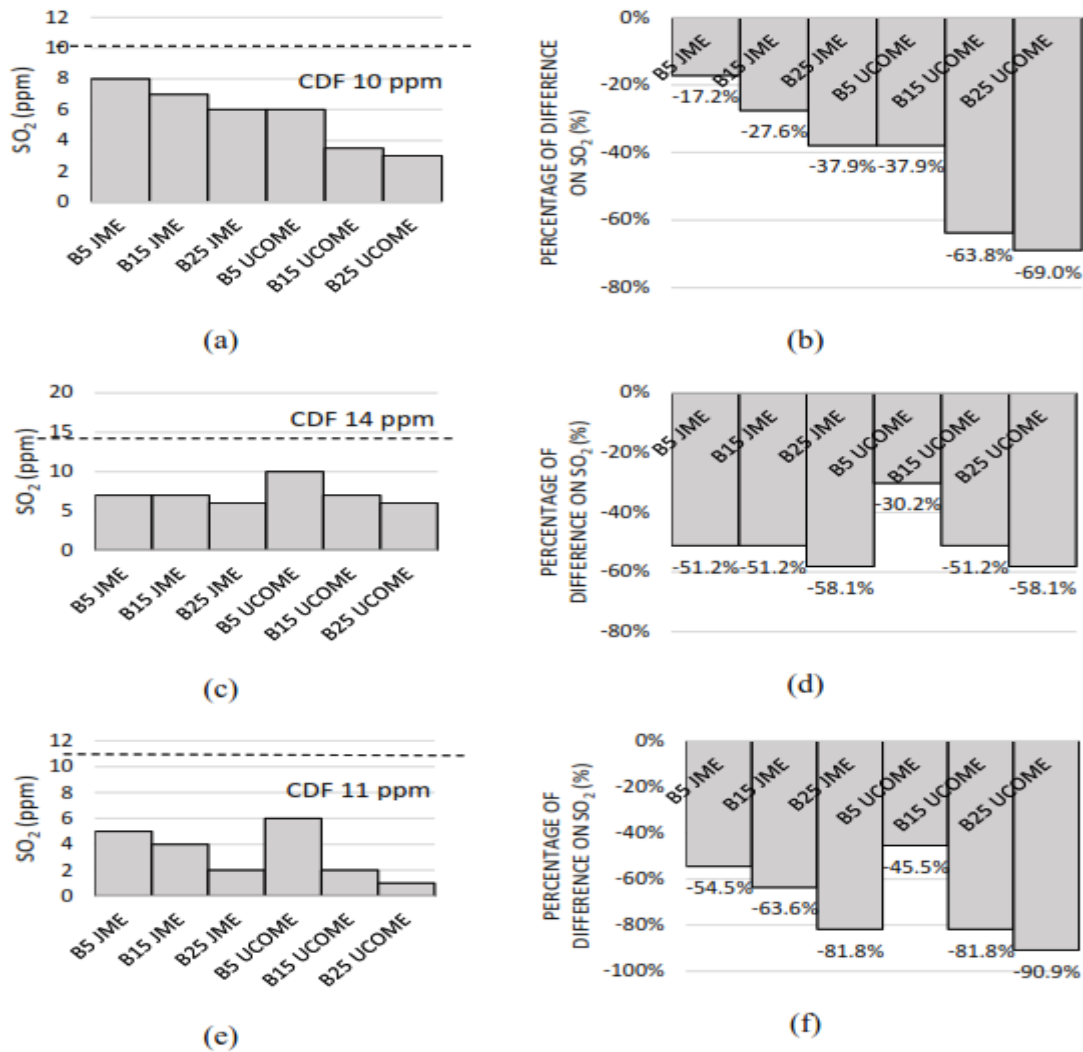 12
10
8
6
4
2
0
SO₂ (ppm)
CDF 10 ppm
B5 JME
B15 JME
B25 JME
B5 UCOME
B15 UCOME
B25 UCOME
(a)
0%
-20%
-40%
-60%
-80%
PERCENTAGE OF DIFFERENCE
ON SO₂ (%)
B5 JME
B15 JME
B25 JME
B5 UCOME
B15 UCOME
B25 UCOME
-17.2%
-27.6%
-37.9%
-37.9%
-63.8%
-69.0%
(b)
20
15
10
5
0
SO₂ (ppm)
CDF 14 ppm
B5 JME
B15 JME
B25 JME
B5 UCOME
B15 UCOME
B25 UCOME
(c)
0%
-20%
-40%
-60%
-80%
PERCENTAGE OF
DIFFERENCE ON SO₂ (%)
B5 JME
B15 JME
B25 JME
B5 UCOME
B15 UCOME
B25 UCOME
-51.2%
-51.2%
-58.1%
-30.2%
-51.2%
-58.1%
(d)
12
10
8
6
4
2
0
SO₂ (ppm)
CDF 11 ppm
B5 JME
B15 JME
B25 JME
B5 UCOME
B15 UCOME
B25 UCOME
(e)
0%
-20%
-40%
-60%
-80%
-100%
PERCENTAGE OF
DIFFERENCE ON SO₂ (%)
B5 JME
B15 JME
B25 JME
B5 UCOME
B15 UCOME
B25 UCOME
-54.5%
-63.6%
-81.8%
-45.5%
-81.8%
-90.9%
(f)